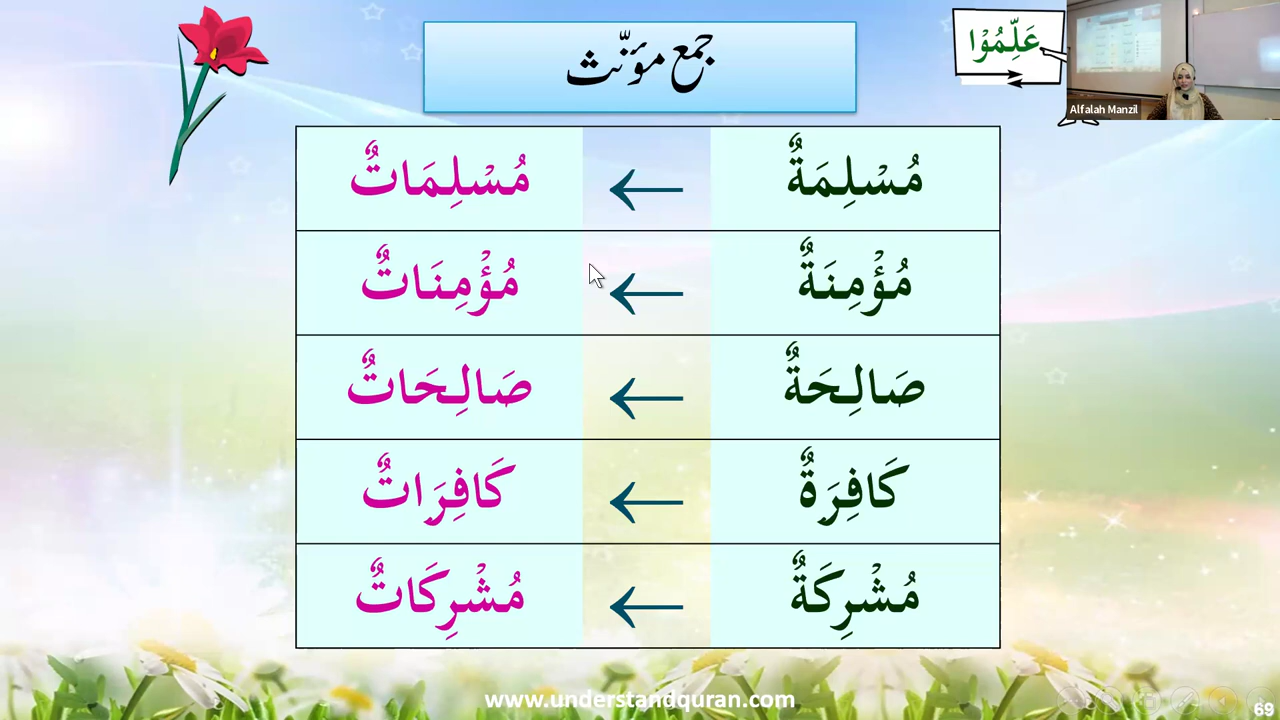 جمع مؤنّث
عَلِّمُوْا
Alfalah Manzil
مُسْلِمَةٌ ← مُسْلِمَاتٌ
مُؤْمِنَةٌ ← مُؤْمِنَاتٌ
صَالِحَةٌ ← صَالِحَاتٌ
كَافِرَةٌ ← كَافِرَاتٌ
مُشْرِكَةٌ ← مُشْرِكَاتٌ
www.understandquran.com
69